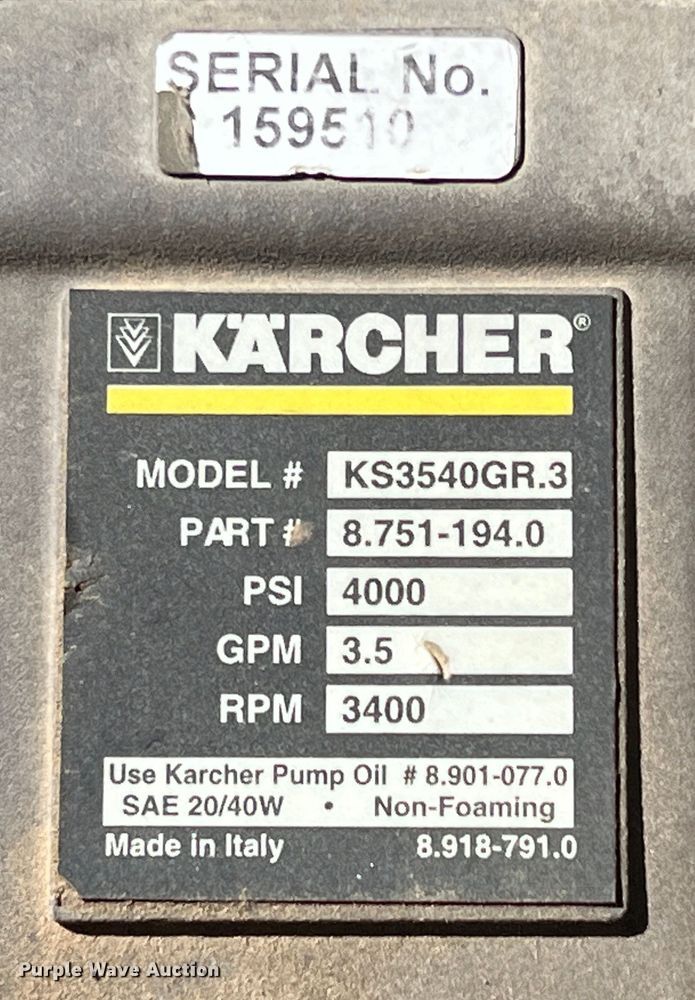 SERIAL No.
159510
KÄRCHER®
MODEL # KS3540GR.3
PART # 8.751-194.0
PSI 4000
GPM 3.5
RPM 3400
Use Karcher Pump Oil # 8.901-077.0
SAE 20/40W • Non-Foaming
Made in Italy 8.918-791.0
Purple Wave Auction